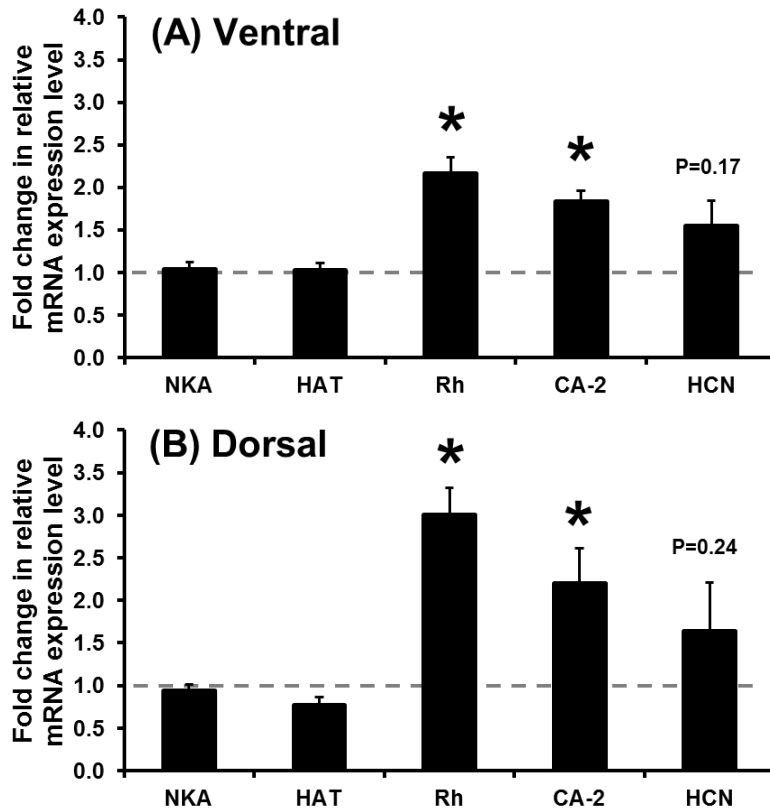 (A) Ventral
Fold change in relative
mRNA expression level
4.0
3.5
3.0
2.5
2.0
1.5
1.0
0.5
0.0
*
*
P=0.17
NKA HAT Rh CA-2 HCN
(B) Dorsal
Fold change in relative
mRNA expression level
4.0
3.5
3.0
2.5
2.0
1.5
1.0
0.5
0.0
*
*
P=0.24
NKA HAT Rh CA-2 HCN